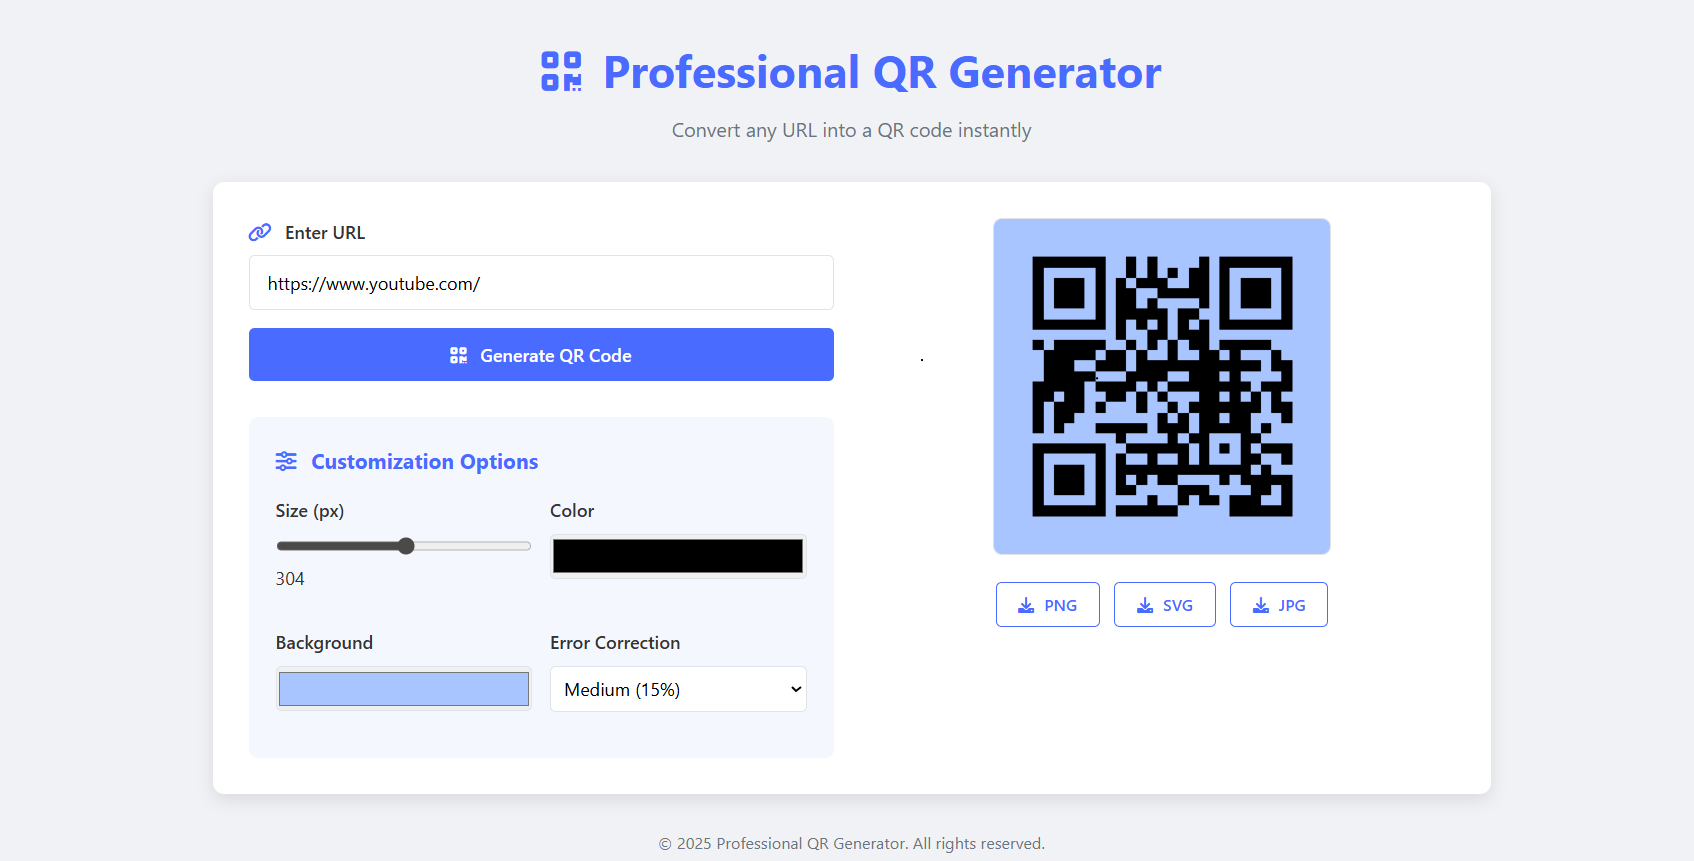 Professional QR Generator
Convert any URL into a QR code instantly
Enter URL
https://www.youtube.com/
Generate QR Code
Customization Options
Size (px)
Color
304
Background
Error Correction
Medium (15%)
PNG
SVG
JPG
© 2025 Professional QR Generator. All rights reserved.